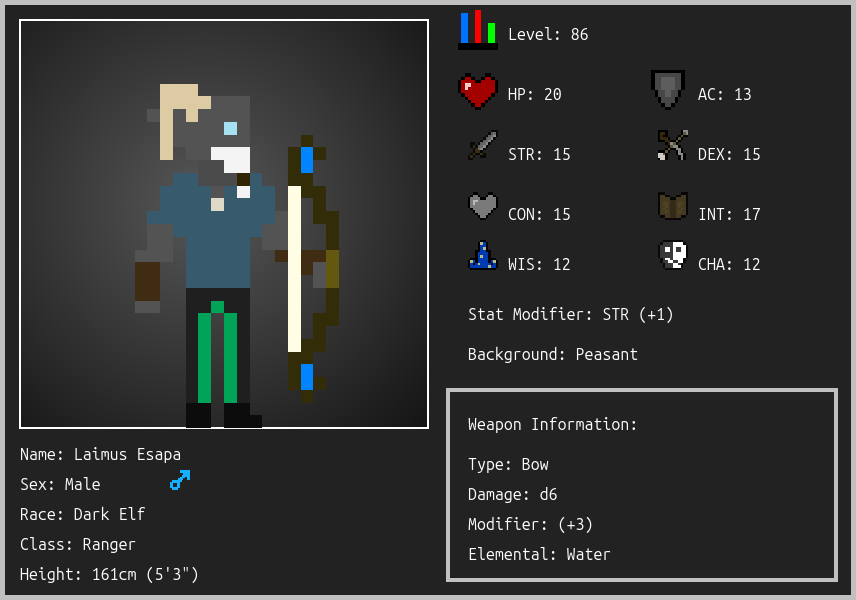 Level: 86
HP: 20
AC: 13
STR: 15
DEX: 15
CON: 15
INT: 17
WIS: 12
CHA: 12
Stat Modifier: STR (+1)
Background: Peasant
Weapon Information:
Type: Bow
Damage: d6
Modifier: (+3)
Elemental: Water
Name: Laimus Esapa
Sex: Male
Race: Dark Elf
Class: Ranger
Height: 161cm (5'3")